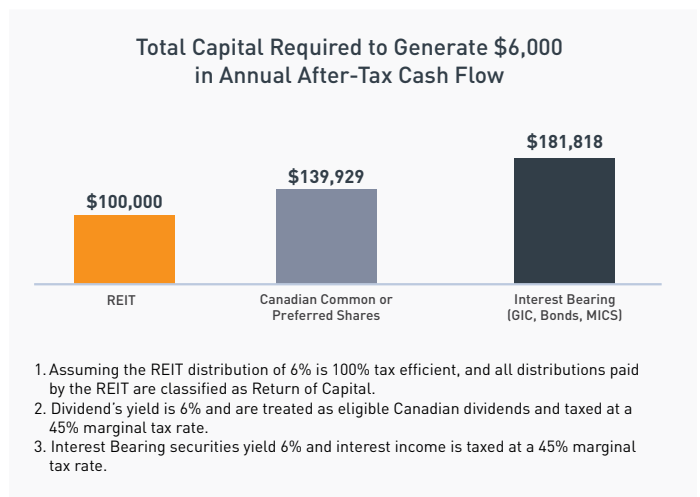 Total Capital Required to Generate $6,000
in Annual After-Tax Cash Flow
$181,818
$139,929
$100,000
REIT
Canadian Common or
Preferred Shares
Interest Bearing
(GIC, Bonds, MICS)
1. Assuming the REIT distribution of 6% is 100% tax efficient, and all distributions paid
by the REIT are classified as Return of Capital.
2. Dividend’s yield is 6% and are treated as eligible Canadian dividends and taxed at a
45% marginal tax rate.
3. Interest Bearing securities yield 6% and interest income is taxed at a 45% marginal
tax rate.